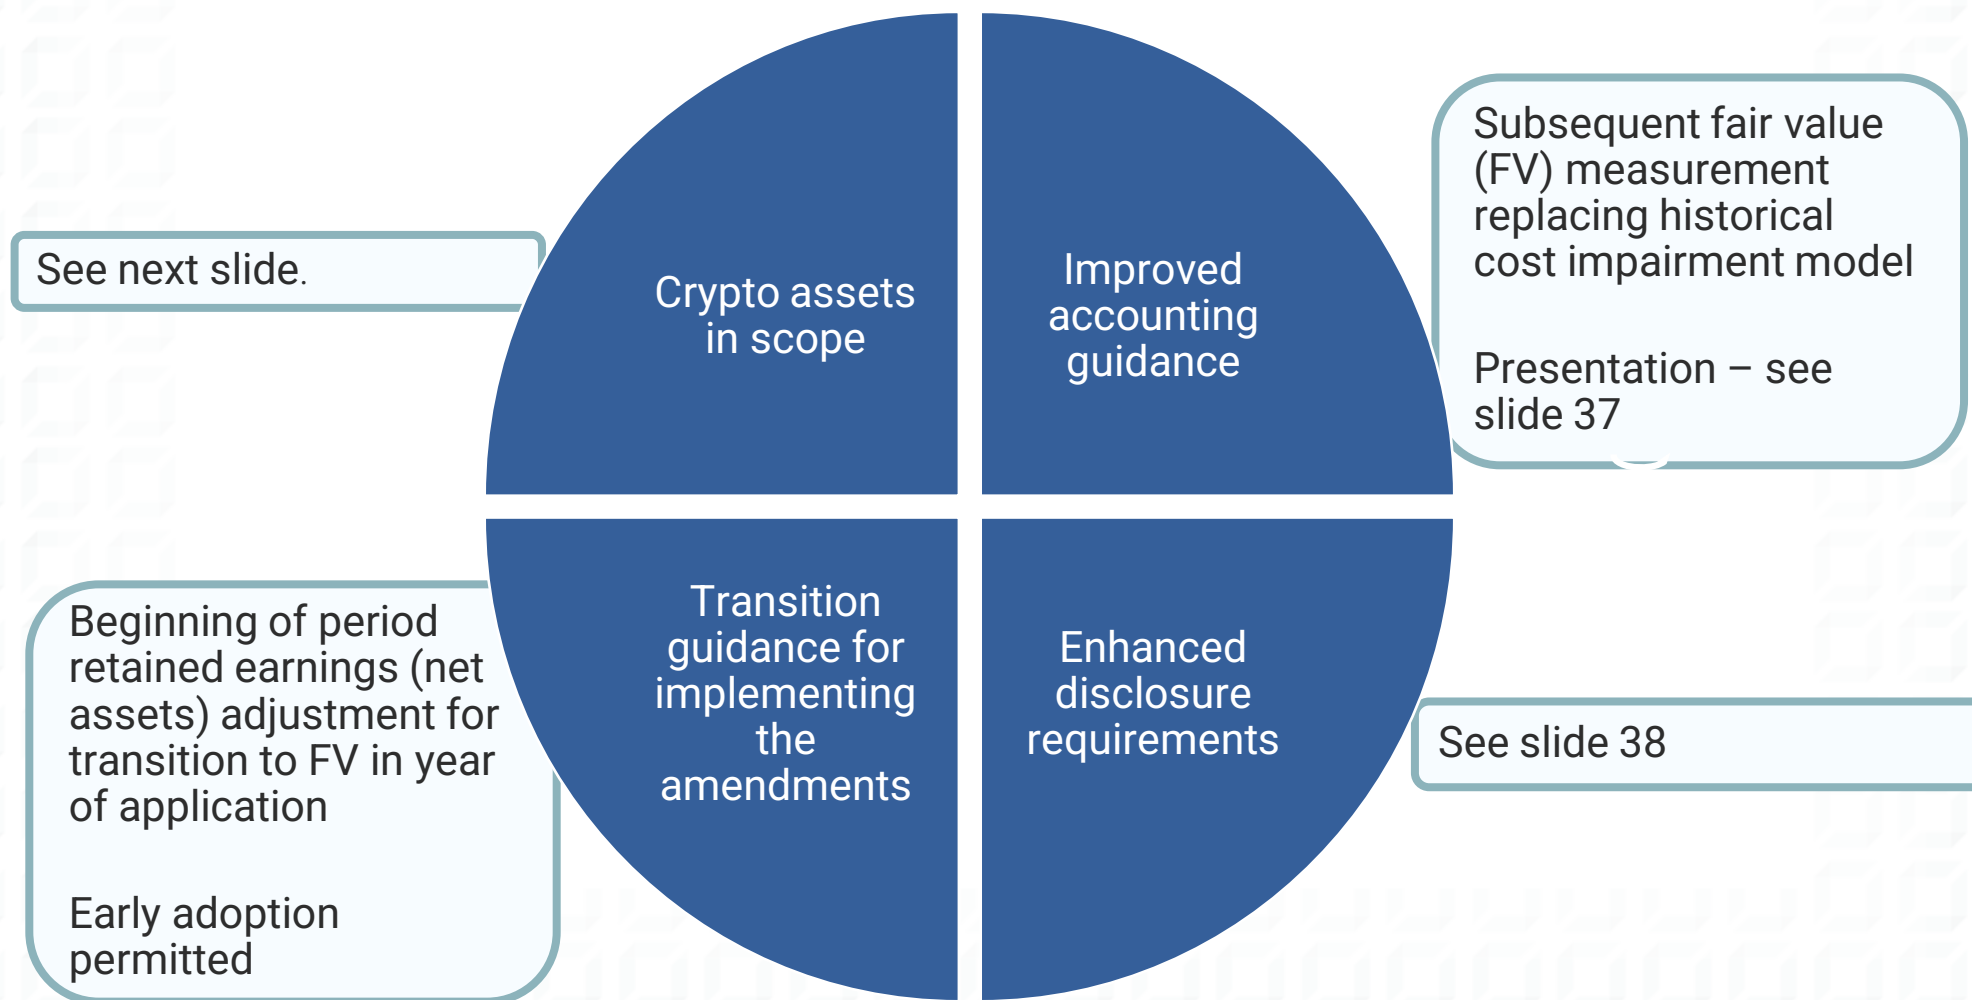 See next slide.
Crypto assets
in scope
Improved
accounting
guidance
Subsequent fair value
(FV) measurement
replacing historical
cost impairment model
Presentation – see
slide 37
Beginning of period
retained earnings (net
assets) adjustment for
transition to FV in year
of application
Early adoption
permitted
Transition
guidance for
implementing
the
amendments
Enhanced
disclosure
requirements
See slide 38